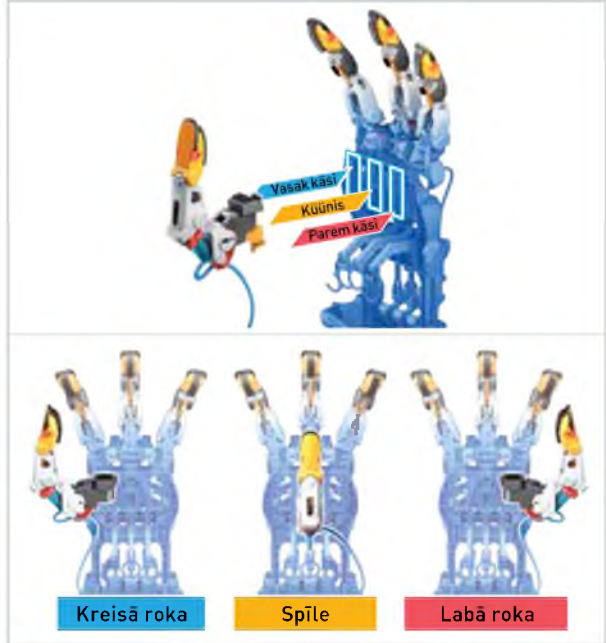 Vasak käsi
Küünis
Parem käsi
Kreisā roka
Spīle
Labā roka